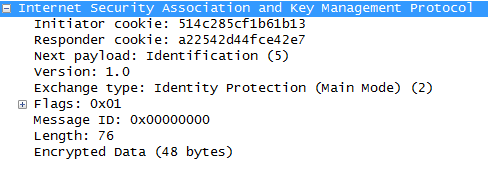 Internet Security Association and Key Management Protocol
Initiator cookie: 514c285cf1b61b13
Responder cookie: a22542d44fce42e7
Next payload: Identification (5)
Version: 1.0
Exchange type: Identity Protection (Main Mode) (2)
Flags: 0x01
Message ID: 0x00000000
Length: 76
Encrypted Data (48 bytes)